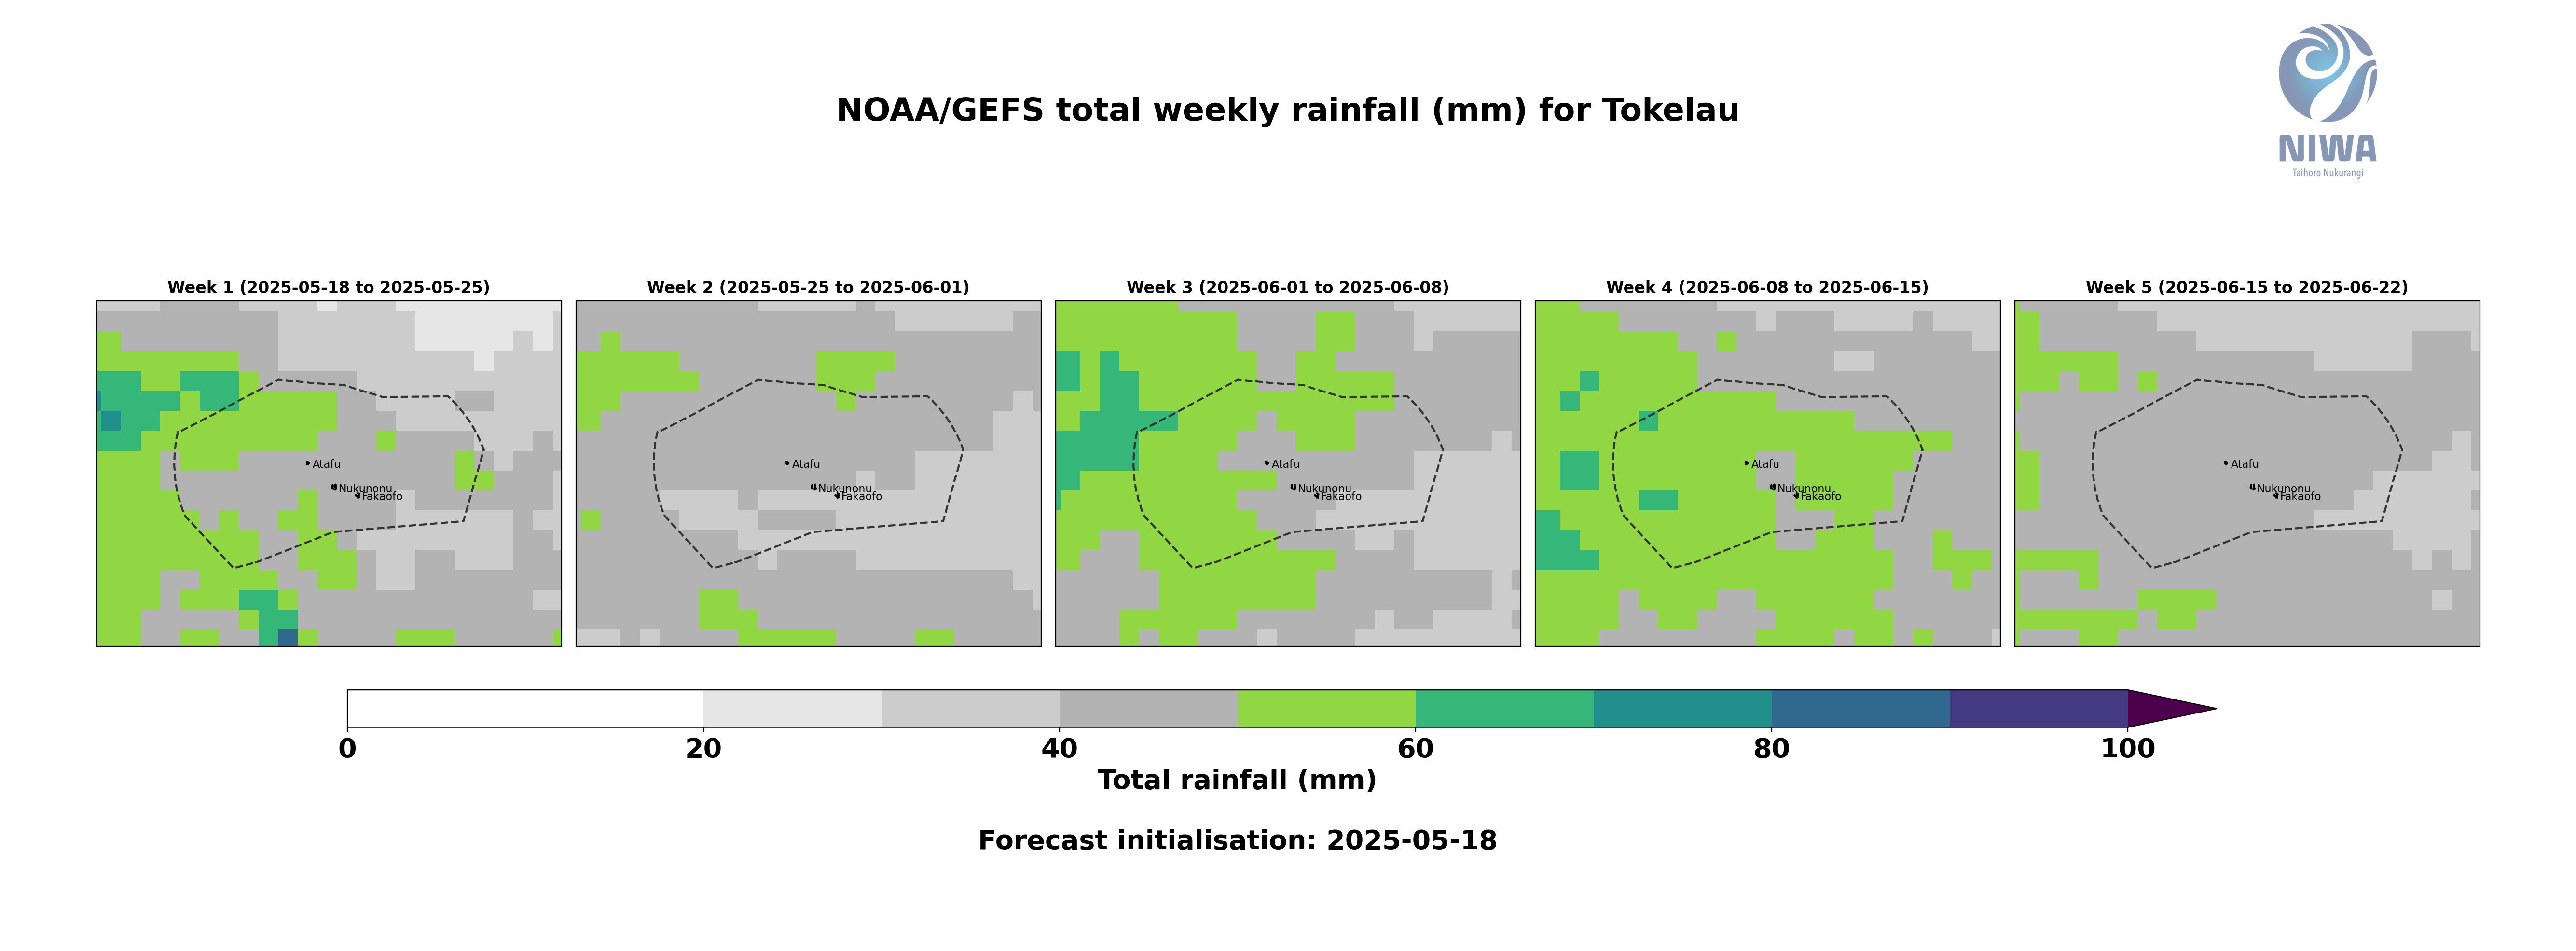 NOAA/GEFS total weekly rainfall (mm) for Tokelau
NIWA
Taihoro Nukurangi
Week 1 (2025-05-18 to 2025-05-25)
Week 2 (2025-05-25 to 2025-06-01)
Week 3 (2025-06-01 to 2025-06-08)
Week 4 (2025-06-08 to 2025-06-15)
Week 5 (2025-06-15 to 2025-06-22)
Atafu
Nukunonu
Fakaofo
Atafu
Nukunonu
Fakaofo
Atafu
Nukunonu
Fakaofo
Atafu
Nukunonu
Fakaofo
Atafu
Nukunonu
Fakaofo
0 20 40 60 80 100
Total rainfall (mm)
Forecast initialisation: 2025-05-18